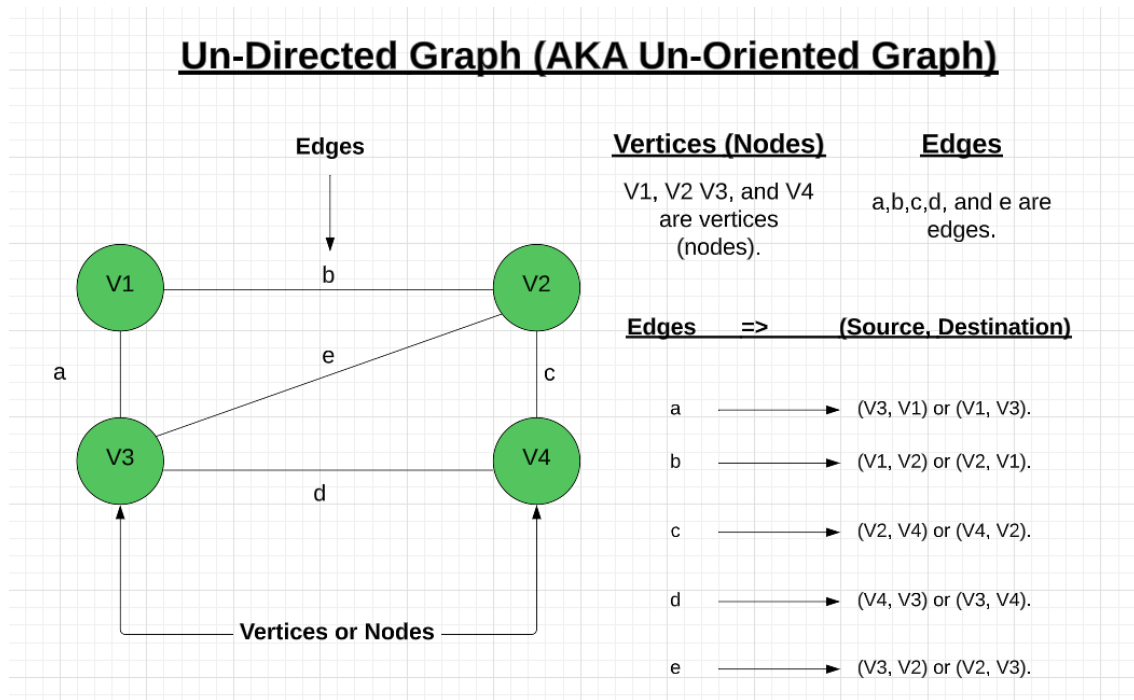 Un-Directed Graph (AKA Un-Oriented Graph)
Edges
V1
b
V2
e
a
c
V3
V4
d
Vertices or Nodes
Vertices (Nodes)
V1, V2 V3, and V4
are vertices
(nodes).
Edges
a,b,c,d, and e are
edges.
Edges => (Source, Destination)
a (V3, V1) or (V1, V3).
b (V1, V2) or (V2, V1).
c (V2, V4) or (V4, V2).
d (V4, V3) or (V3, V4).
e (V3, V2) or (V2, V3).